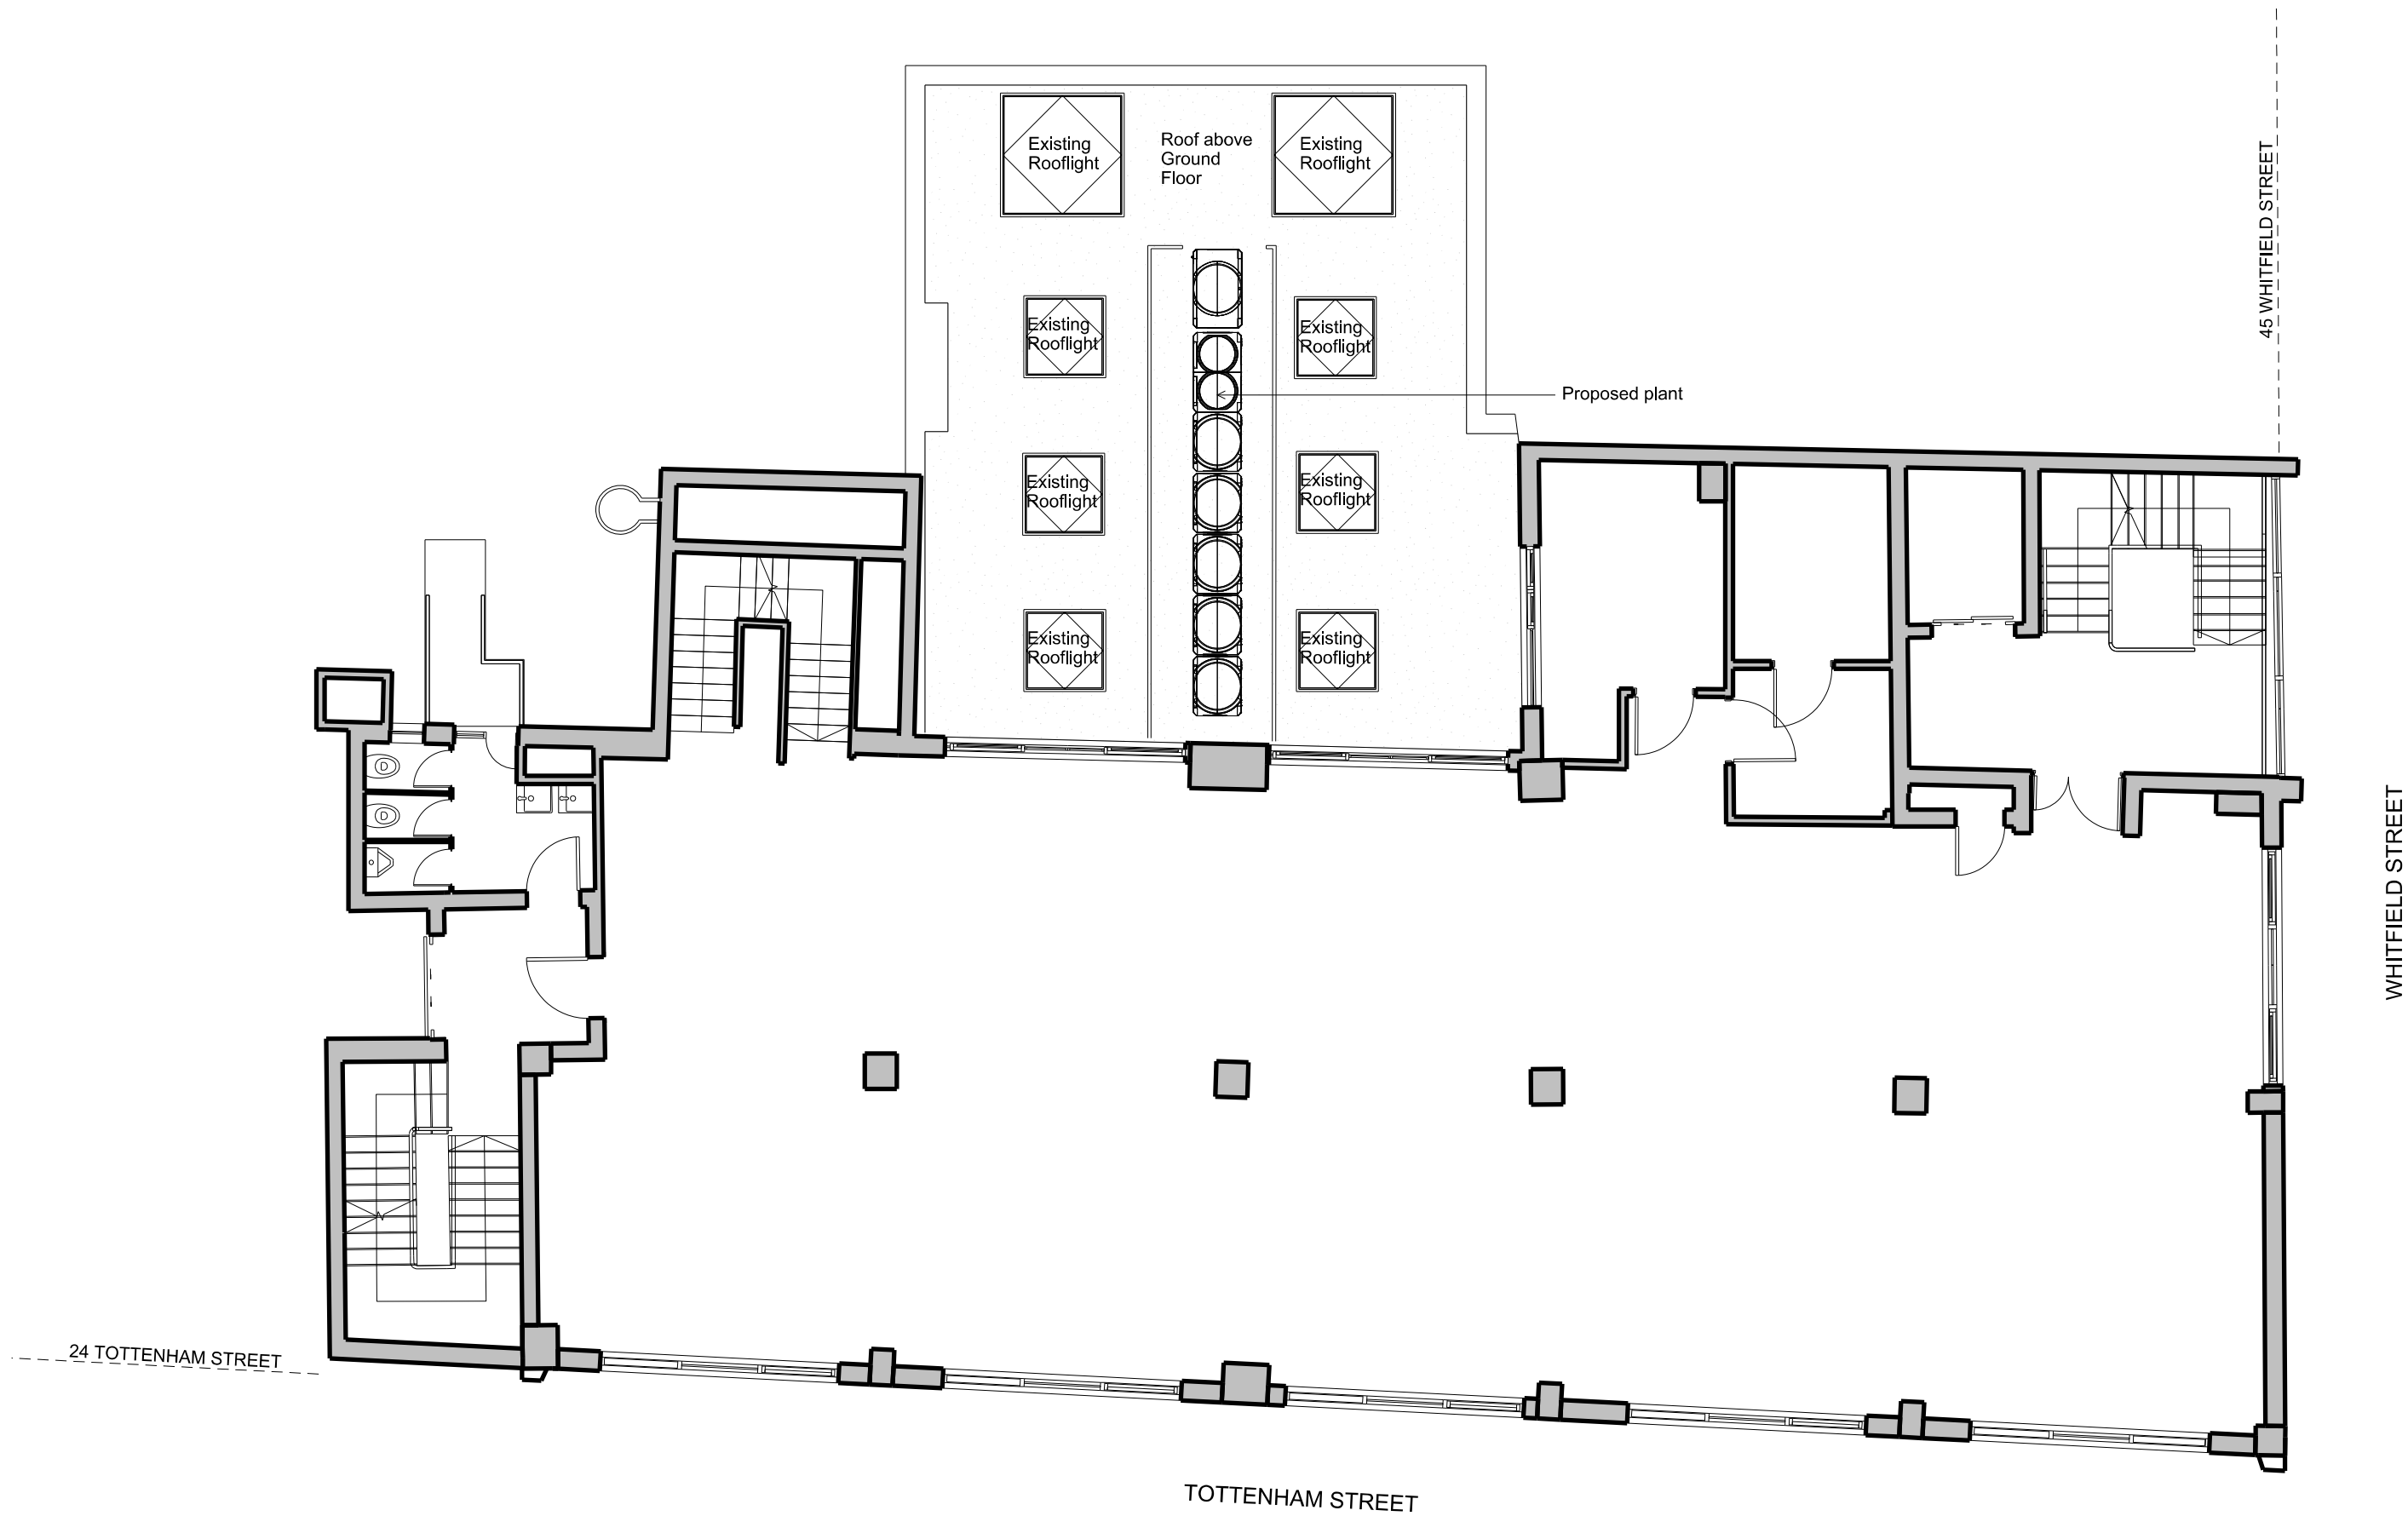 Existing
Rooflight
Roof above
Ground
Floor
Existing
Rooflight
45 WHITFIELD STREET
Existing
Rooflight
Existing
Rooflight
Proposed plant
Existing
Rooflight
Existing
Rooflight
Existing
Rooflight
Existing
Rooflight
WHITFIELD STREET
24 TOTTENHAM STREET
TOTTENHAM STREET